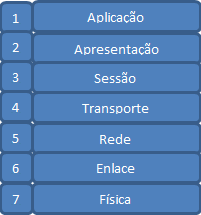 1 Aplicação
2 Apresentação
3 Sessão
4 Transporte
5 Rede
6 Enlace
7 Física